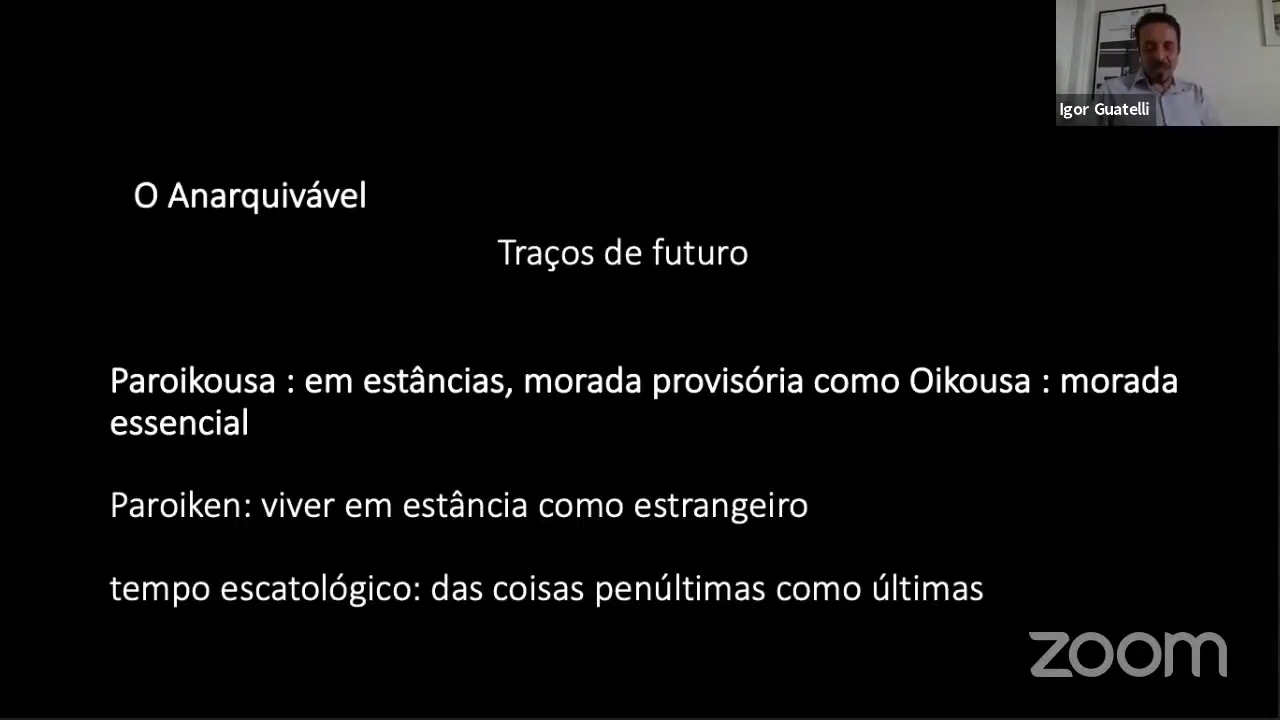 Igor Guatelli
O Anarquivável
Traços de futuro
Paroikousa : em estâncias, morada provisória como Oikousa : morada
essencial
Paroiken: viver em estância como estrangeiro
tempo escatológico: das coisas penúltimas como últimas
zoom